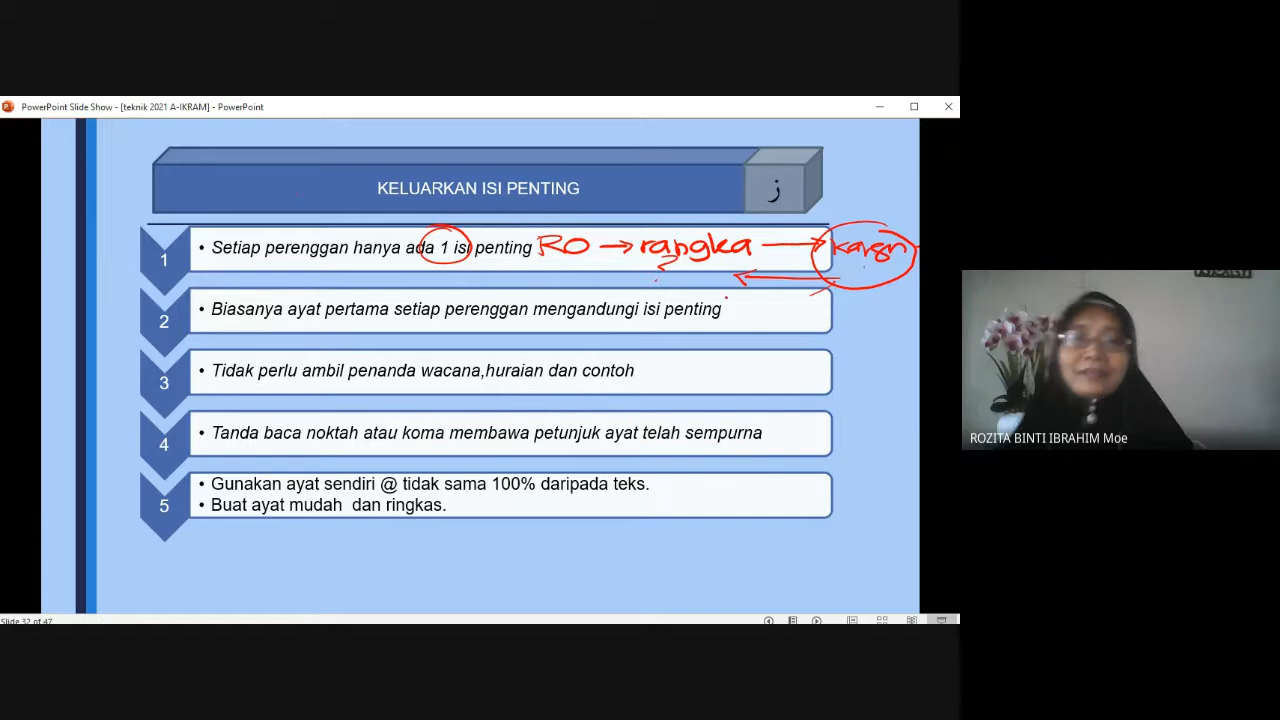 PowerPoint Slide Show - [teknik 2021 A-IKRAM] - PowerPoint
KELUARKAN ISI PENTING
ز
1
• Setiap perenggan hanya ada 1 isi penting RO → rangka →
2
• Biasanya ayat pertama setiap perenggan mengandungi isi penting
3
• Tidak perlu ambil penanda wacana,huraian dan contoh
4
• Tanda baca noktah atau koma membawa petunjuk ayat telah sempurna
5
• Gunakan ayat sendiri @ tidak sama 100% daripada teks.
• Buat ayat mudah dan ringkas.
Slide 32 of 47
ROZITA BINTI IBRAHIM Moe